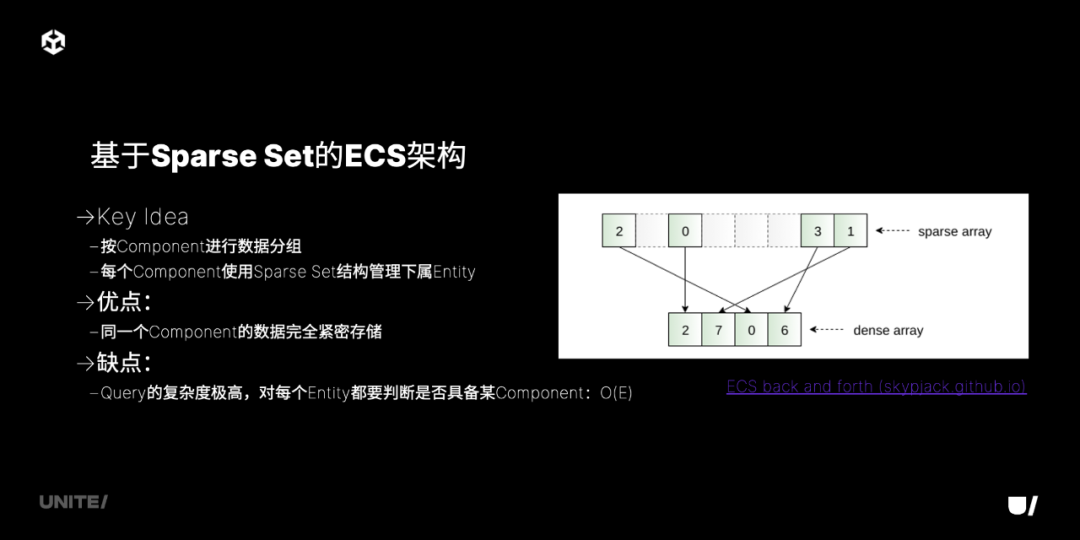 基于Sparse Set的ECS架构
→Key Idea
–按Component进行数据分组
–每个Component使用Sparse Set结构管理下属Entity
→优点：
–同一个Component的数据完全紧密存储
→缺点：
–Query的复杂度极高，对每个Entity都要判断是否具备某Component：O(E)
2 0 3 1 sparse array
2 7 0 6 dense array
ECS back and forth (skypjack.github.io)
UNITE/
U/